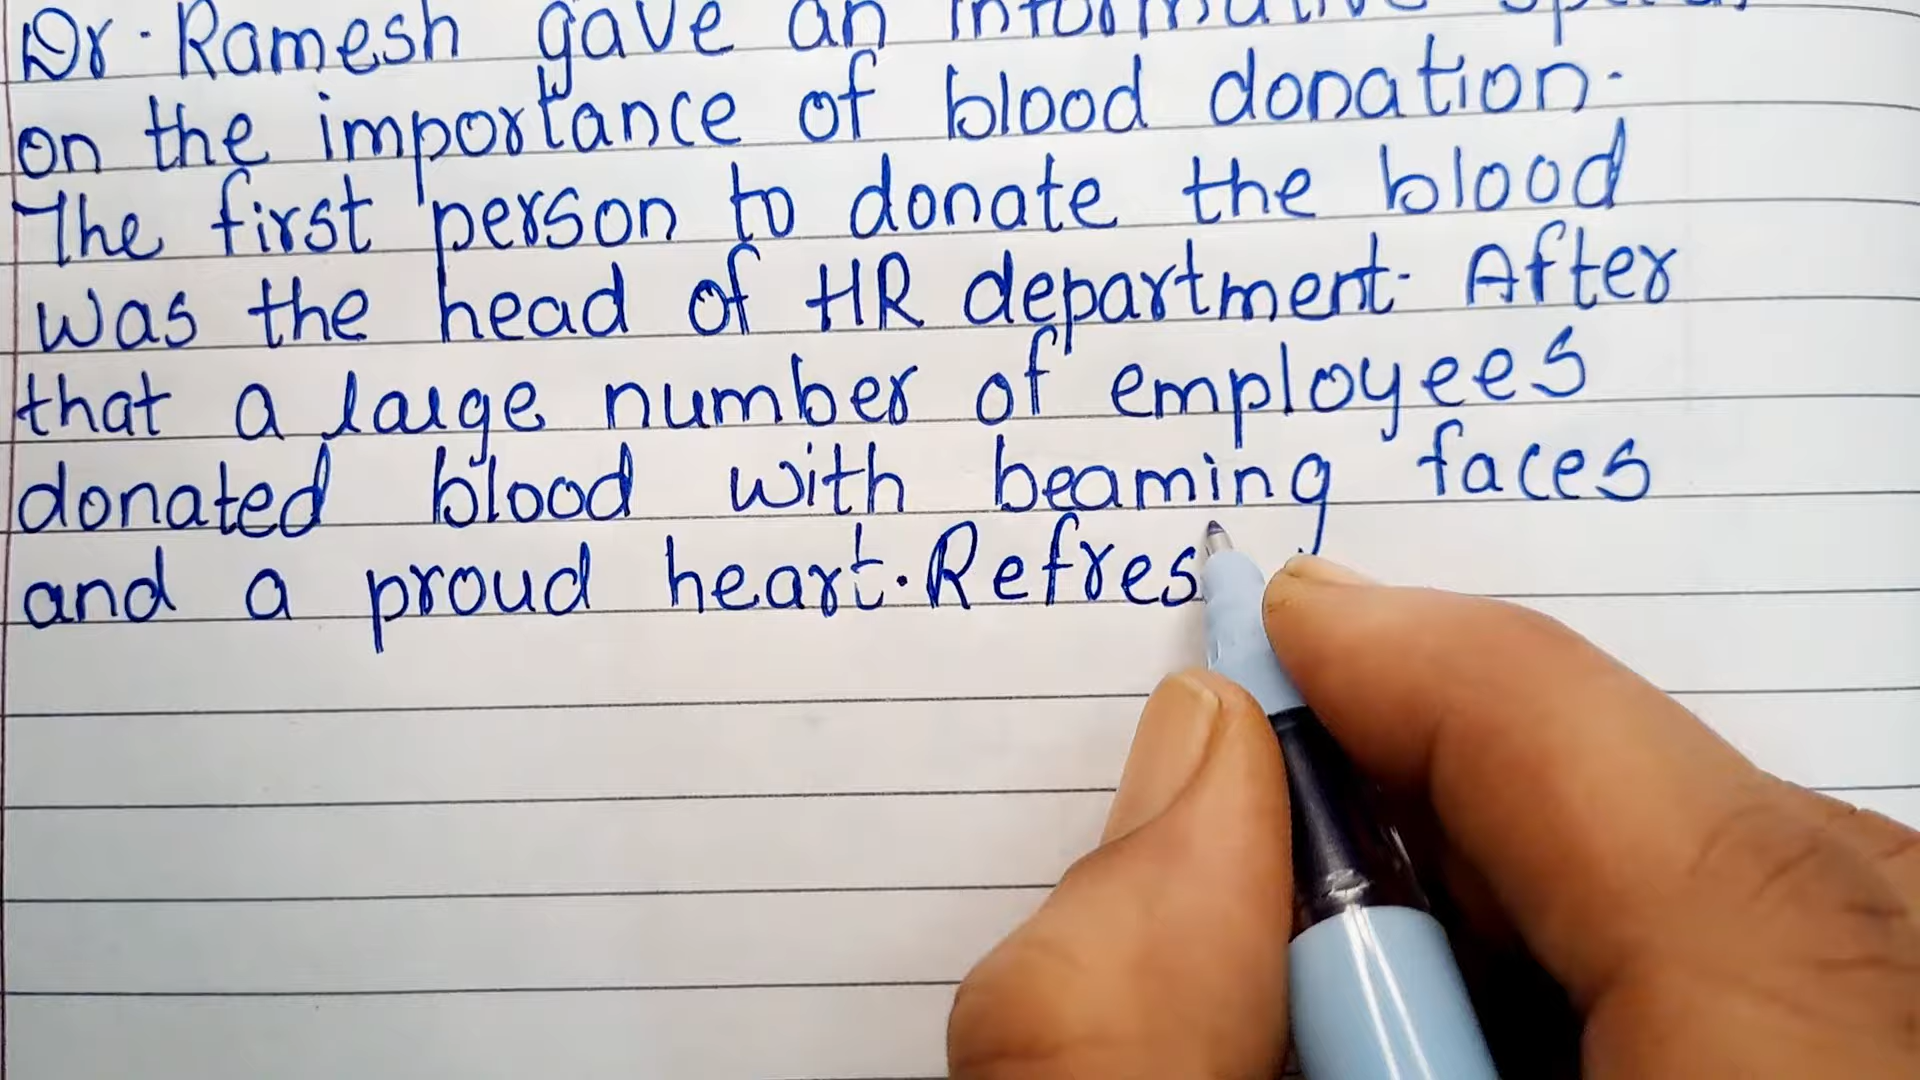 Dr. Ramesh gave an informative
on the importance of blood donation.
The first person to donate the blood
was the head of HR department. After
that a large number of employees
donated blood with beaming faces
and a proud heart. Refres